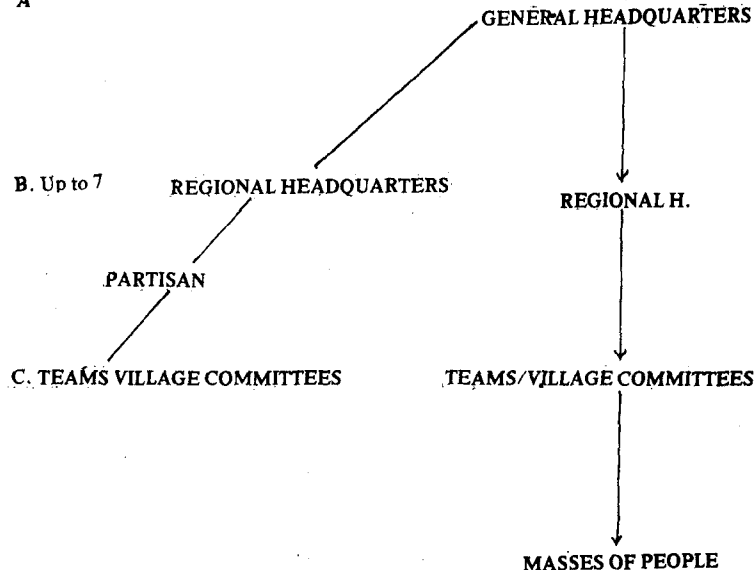 A
GENERAL HEADQUARTERS
B. Up to 7
REGIONAL HEADQUARTERS
REGIONAL H.
PARTISAN
C. TEAMS VILLAGE COMMITTEES
TEAMS/VILLAGE COMMITTEES
MASSES OF PEOPLE